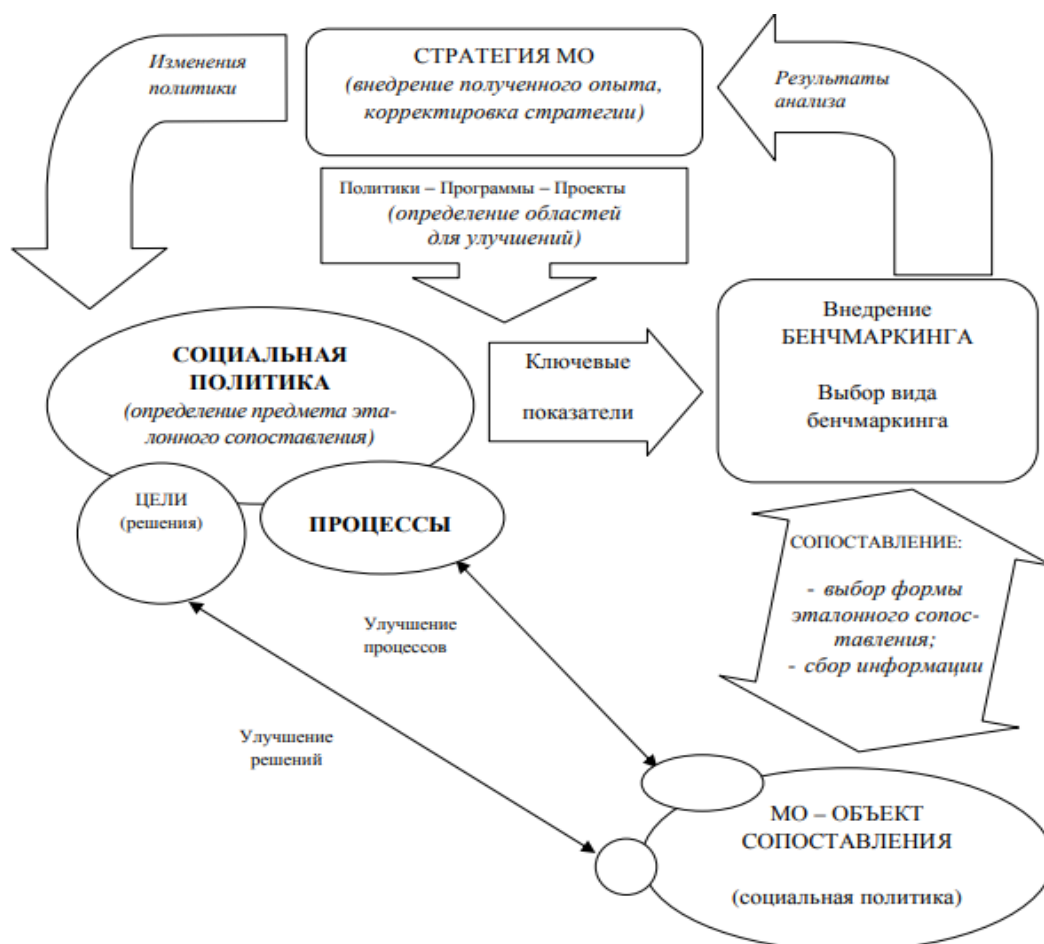 Изменения
политики
СТРАТЕГИЯ МО
(внедрение полученного опыта,
корректировка стратегии)
Результаты
анализа
Политики – Программы – Проекты
(определение областей
для улучшений)
СОЦИАЛЬНАЯ
ПОЛИТИКА
(определение предмета эта-
лонного сопоставления)
Ключевые
показатели
Внедрение
БЕНЧМАРКИНГА
Выбор вида
бенчмаркинга
ЦЕЛИ
(решения)
ПРОЦЕССЫ
СОПОСТАВЛЕНИЕ:
- выбор формы
эталонного сопос-
тавления;
- сбор информации
Улучшение
процессов
Улучшение
решений
МО – ОБЪЕКТ
СОПОСТАВЛЕНИЯ
(социальная политика)